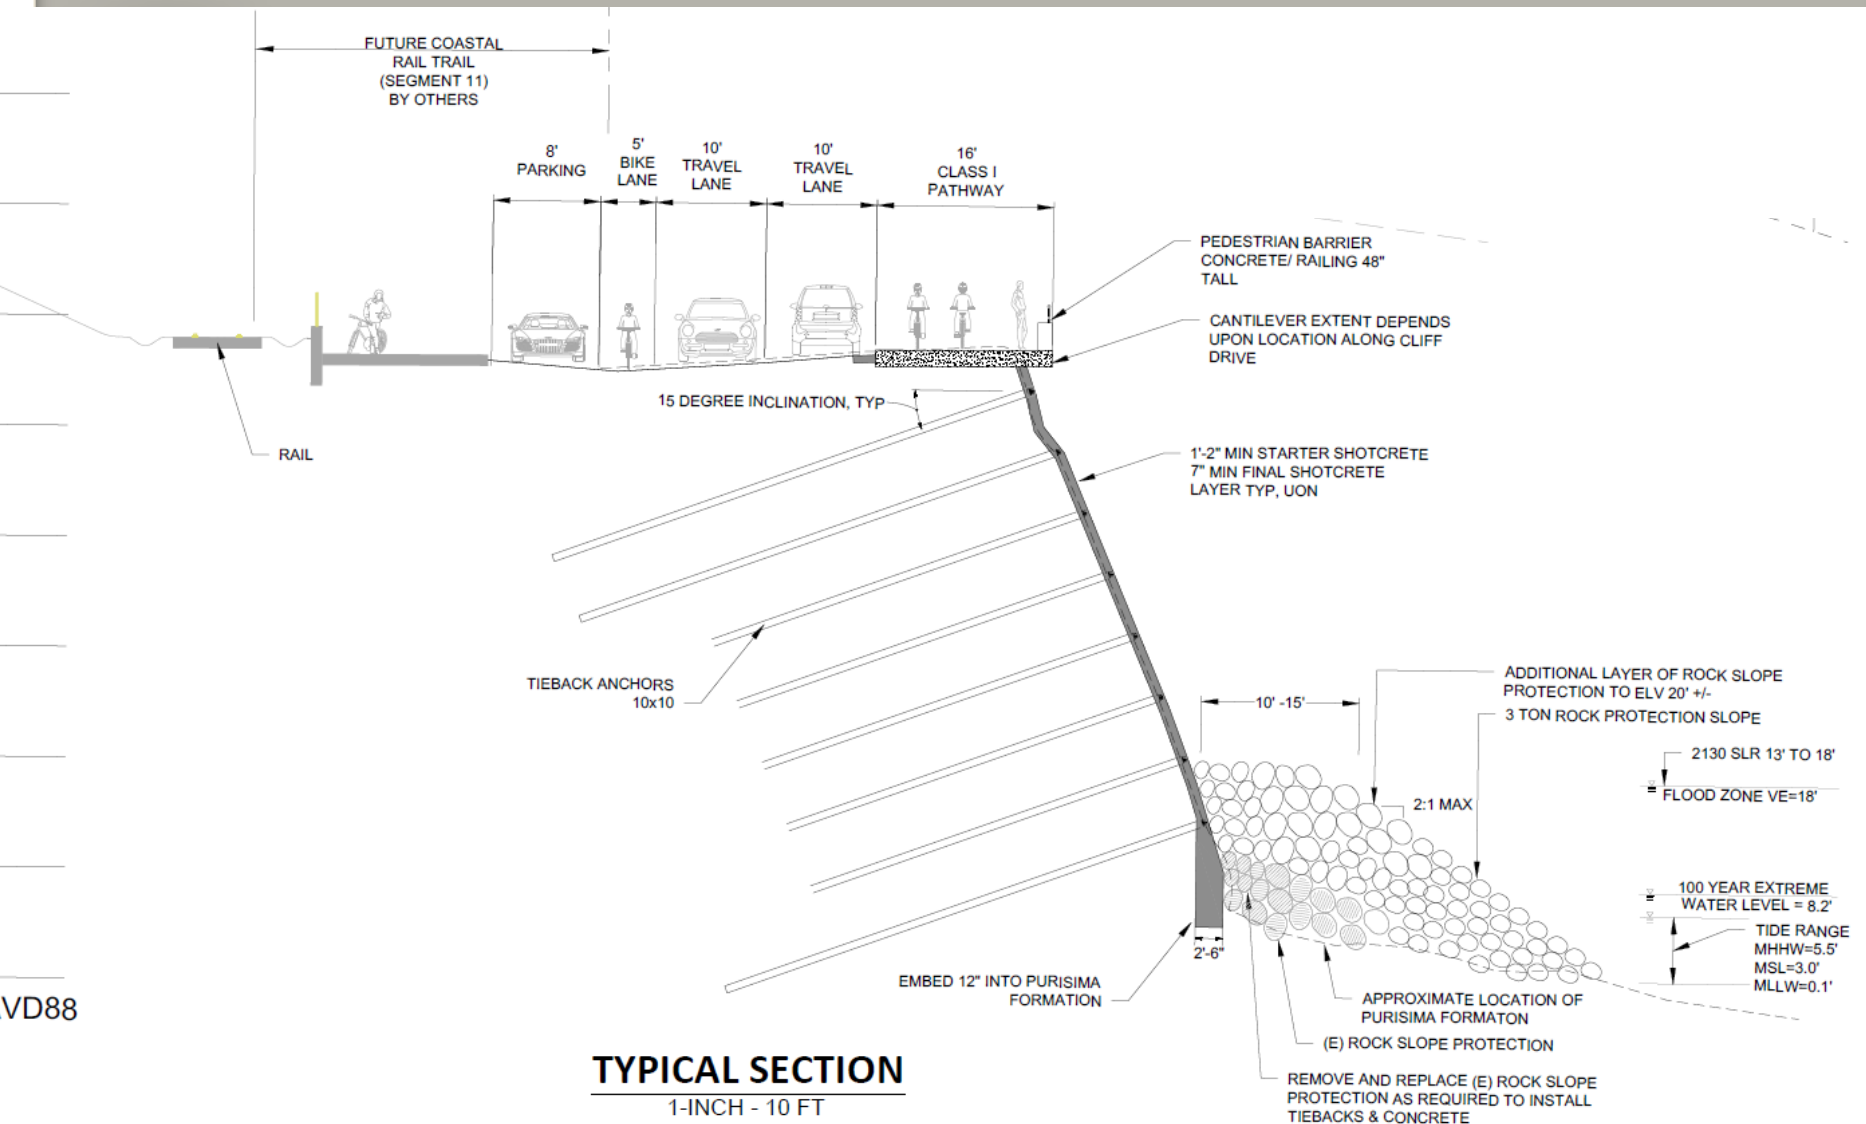 FUTURE COASTAL
RAIL TRAIL
(SEGMENT 11)
BY OTHERS
8'
PARKING
5'
BIKE
LANE
10'
TRAVEL
LANE
10'
TRAVEL
LANE
16'
CLASS I
PATHWAY
PEDESTRIAN BARRIER
CONCRETE/ RAILING 48"
TALL
CANTILEVER EXTENT DEPENDS
UPON LOCATION ALONG CLIFF
DRIVE
15 DEGREE INCLINATION, TYP
RAIL
1'-2" MIN STARTER SHOTCRETE
7" MIN FINAL SHOTCRETE
LAYER TYP, UON
TIEBACK ANCHORS
10x10
10' -15'
ADDITIONAL LAYER OF ROCK SLOPE
PROTECTION TO ELV 20' +/-
3 TON ROCK PROTECTION SLOPE
2130 SLR 13' TO 18'
FLOOD ZONE VE=18'
2:1 MAX
100 YEAR EXTREME
WATER LEVEL = 8.2'
TIDE RANGE
MHHW=5.5'
MSL=3.0'
MLLW=0.1'
2'-6"
EMBED 12" INTO PURISIMA
FORMATION
APPROXIMATE LOCATION OF
PURISIMA FORMATON
(E) ROCK SLOPE PROTECTION
REMOVE AND REPLACE (E) ROCK SLOPE
PROTECTION AS REQUIRED TO INSTALL
TIEBACKS & CONCRETE
VD88
TYPICAL SECTION
1-INCH - 10 FT